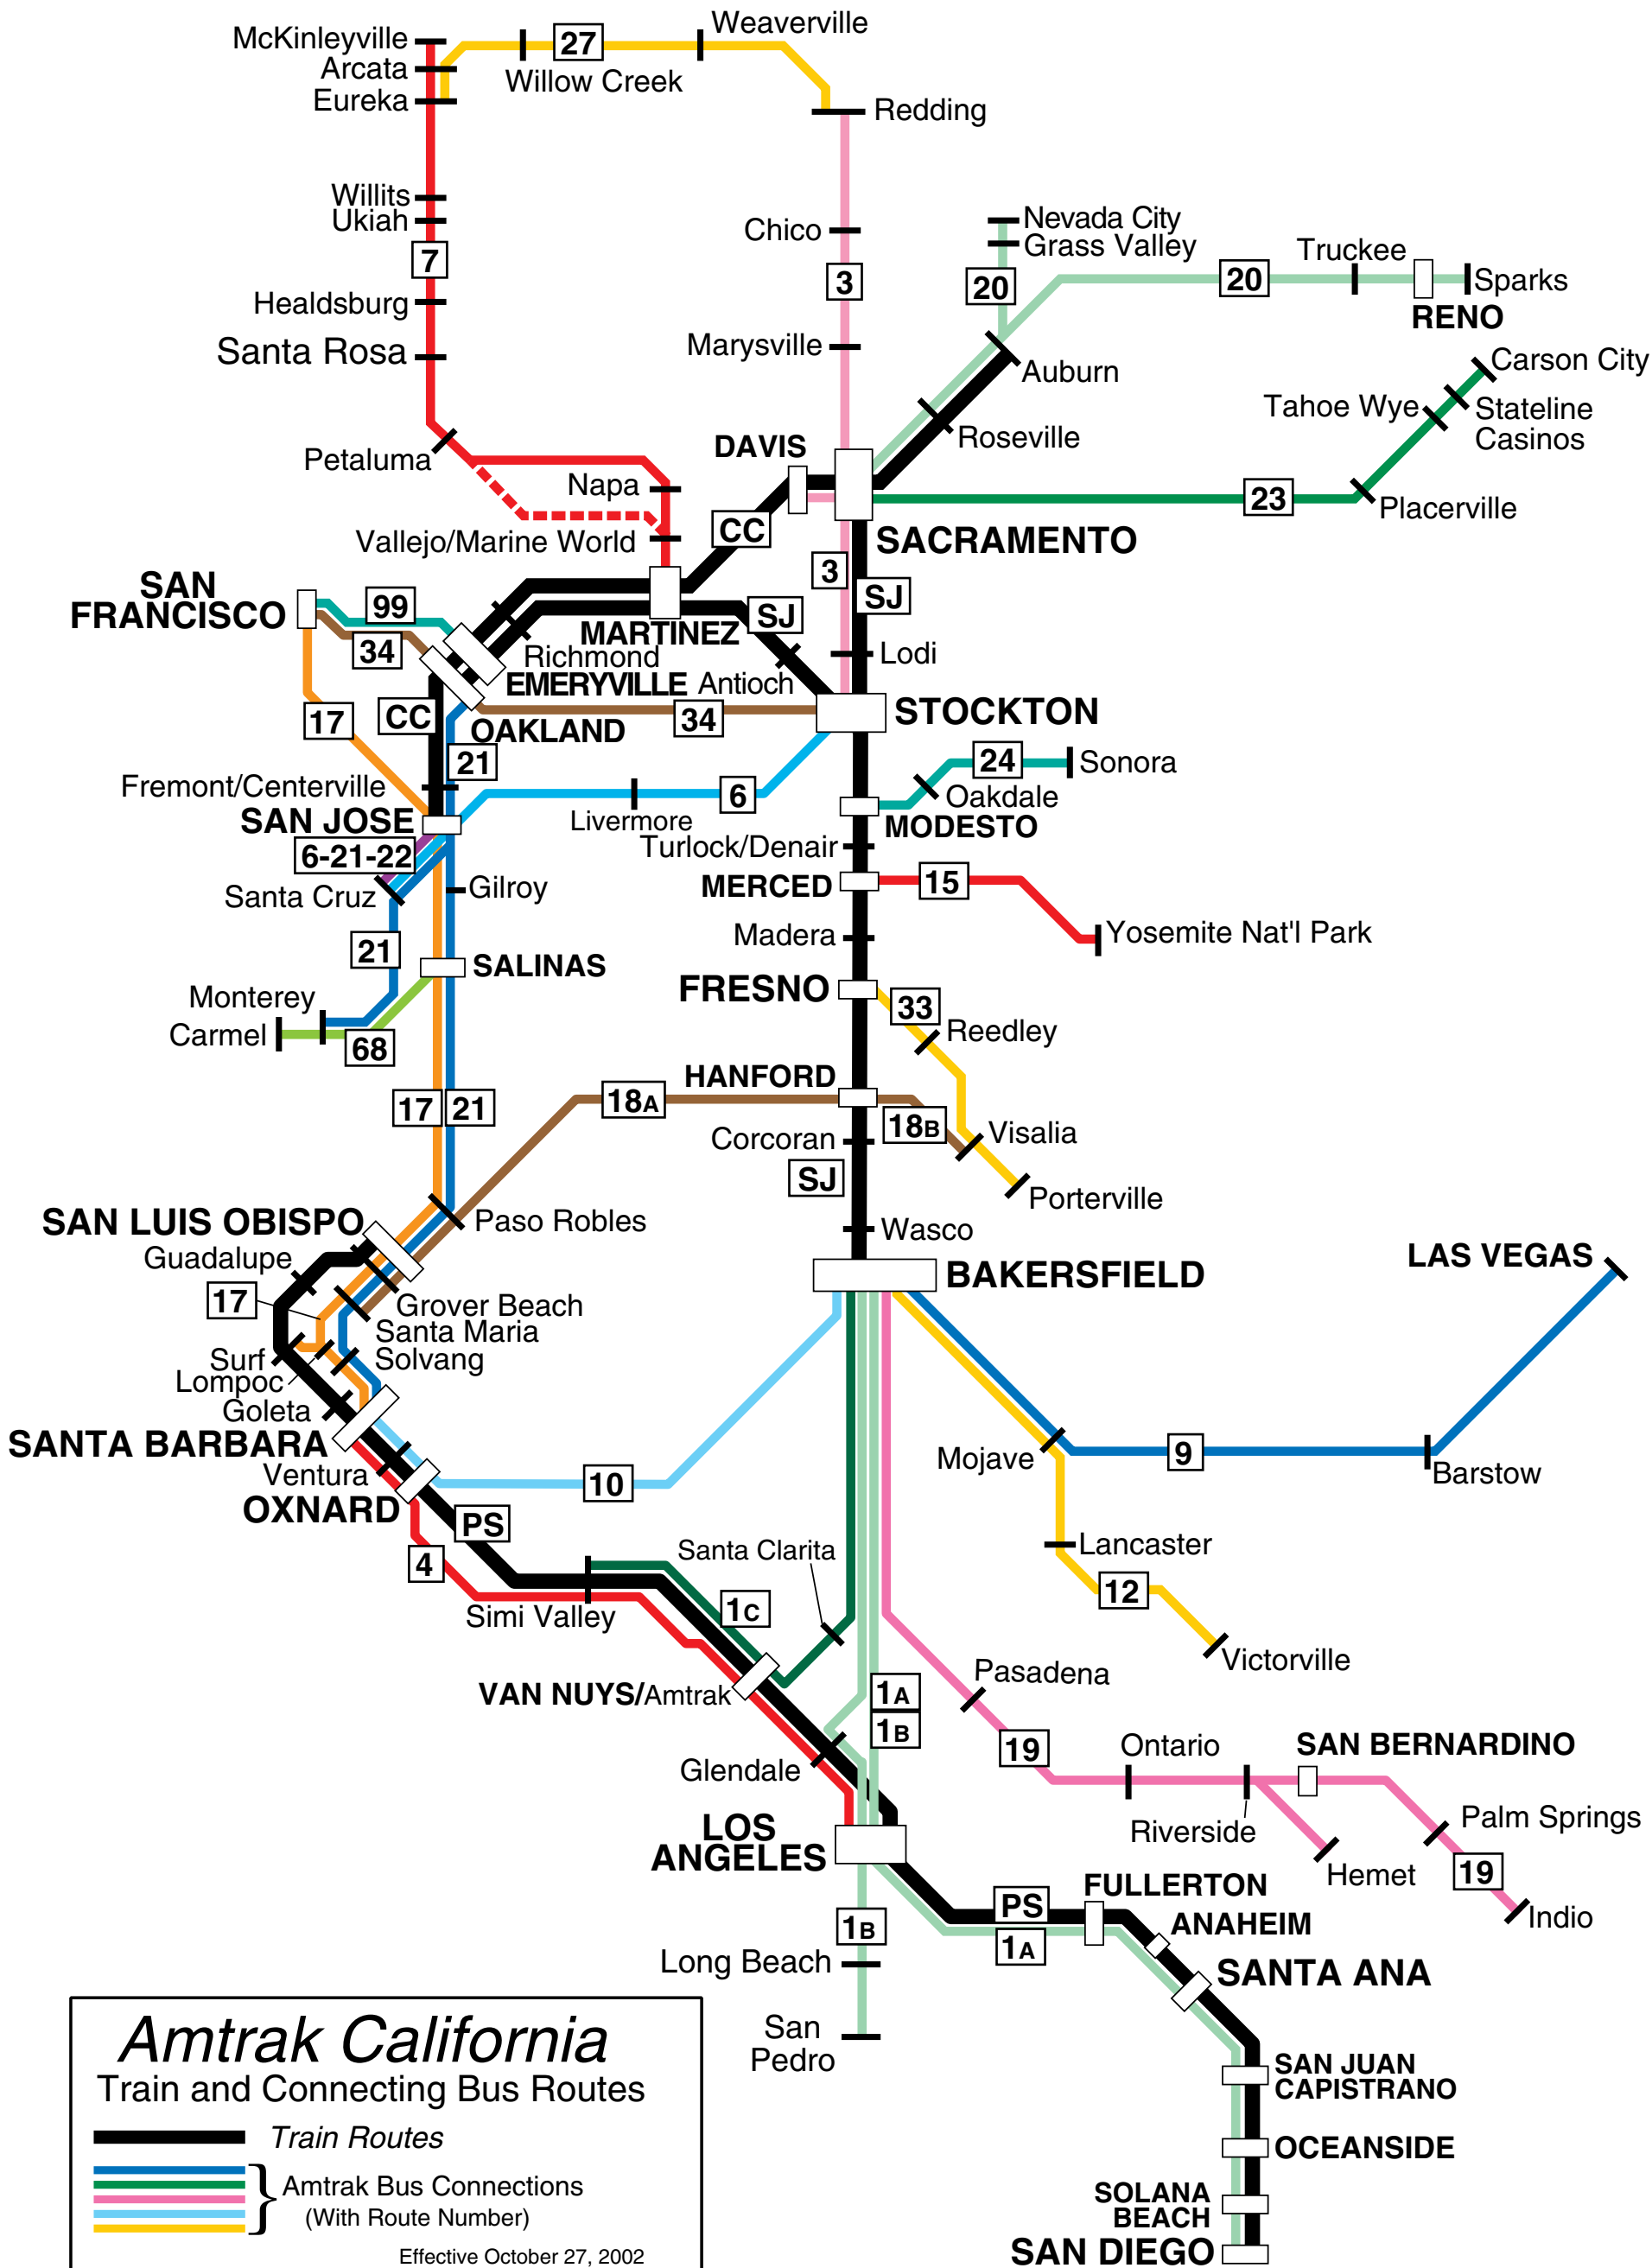 McKinleyville
Arcata
Eureka
27
Willow Creek
Weaverville
Redding
Willits
Ukiah
7
Healdsburg
Santa Rosa
Petaluma
Chico
3
Marysville
Nevada City
Grass Valley
20
20
Truckee
Sparks
RENO
Auburn
Roseville
Carson City
Tahoe Wye
Stateline
Casinos
23
Placerville
DAVIS
Napa
Vallejo/Marine World
CC
SACRAMENTO
3
SJ
SAN
FRANCISCO
99
34
MARTINEZ
SJ
Richmond
EMERYVILLE
Antioch
Lodi
17
CC
OAKLAND
34
STOCKTON
21
24
Sonora
Oakdale
Fremont/Centerville
6
Livermore
MODESTO
SAN JOSE
6-21-22
Turlock/Denair
Santa Cruz
Gilroy
MERCED
15
Yosemite Nat'l Park
21
Madera
SALINAS
FRESNO
33
Reedley
Monterey
Carmel
68
HANFORD
17
21
18A
18B
Visalia
Corcoran
SJ
Porterville
Wasco
SAN LUIS OBISPO
Paso Robles
Guadalupe
17
Grover Beach
Santa Maria
Solvang
Surf
Lompoc
Goleta
BAKERSFIELD
LAS VEGAS
SANTA BARBARA
Ventura
OXNARD
10
Mojave
9
Barstow
PS
4
Santa Clarita
Lancaster
12
Victorville
Simi Valley
1C
VAN NUYS/Amtrak
1A
1B
Pasadena
19
Ontario
SAN BERNARDINO
Glendale
Riverside
Palm Springs
Hemet
19
Indio
LOS
ANGELES
PS
1A
FULLERTON
ANAHEIM
SANTA ANA
1B
Long Beach
San
Pedro
SAN JUAN
CAPISTRANO
OCEANSIDE
SOLANA
BEACH
SAN DIEGO
Amtrak California
Train and Connecting Bus Routes
Train Routes
Amtrak Bus Connections
(With Route Number)
Effective October 27, 2002